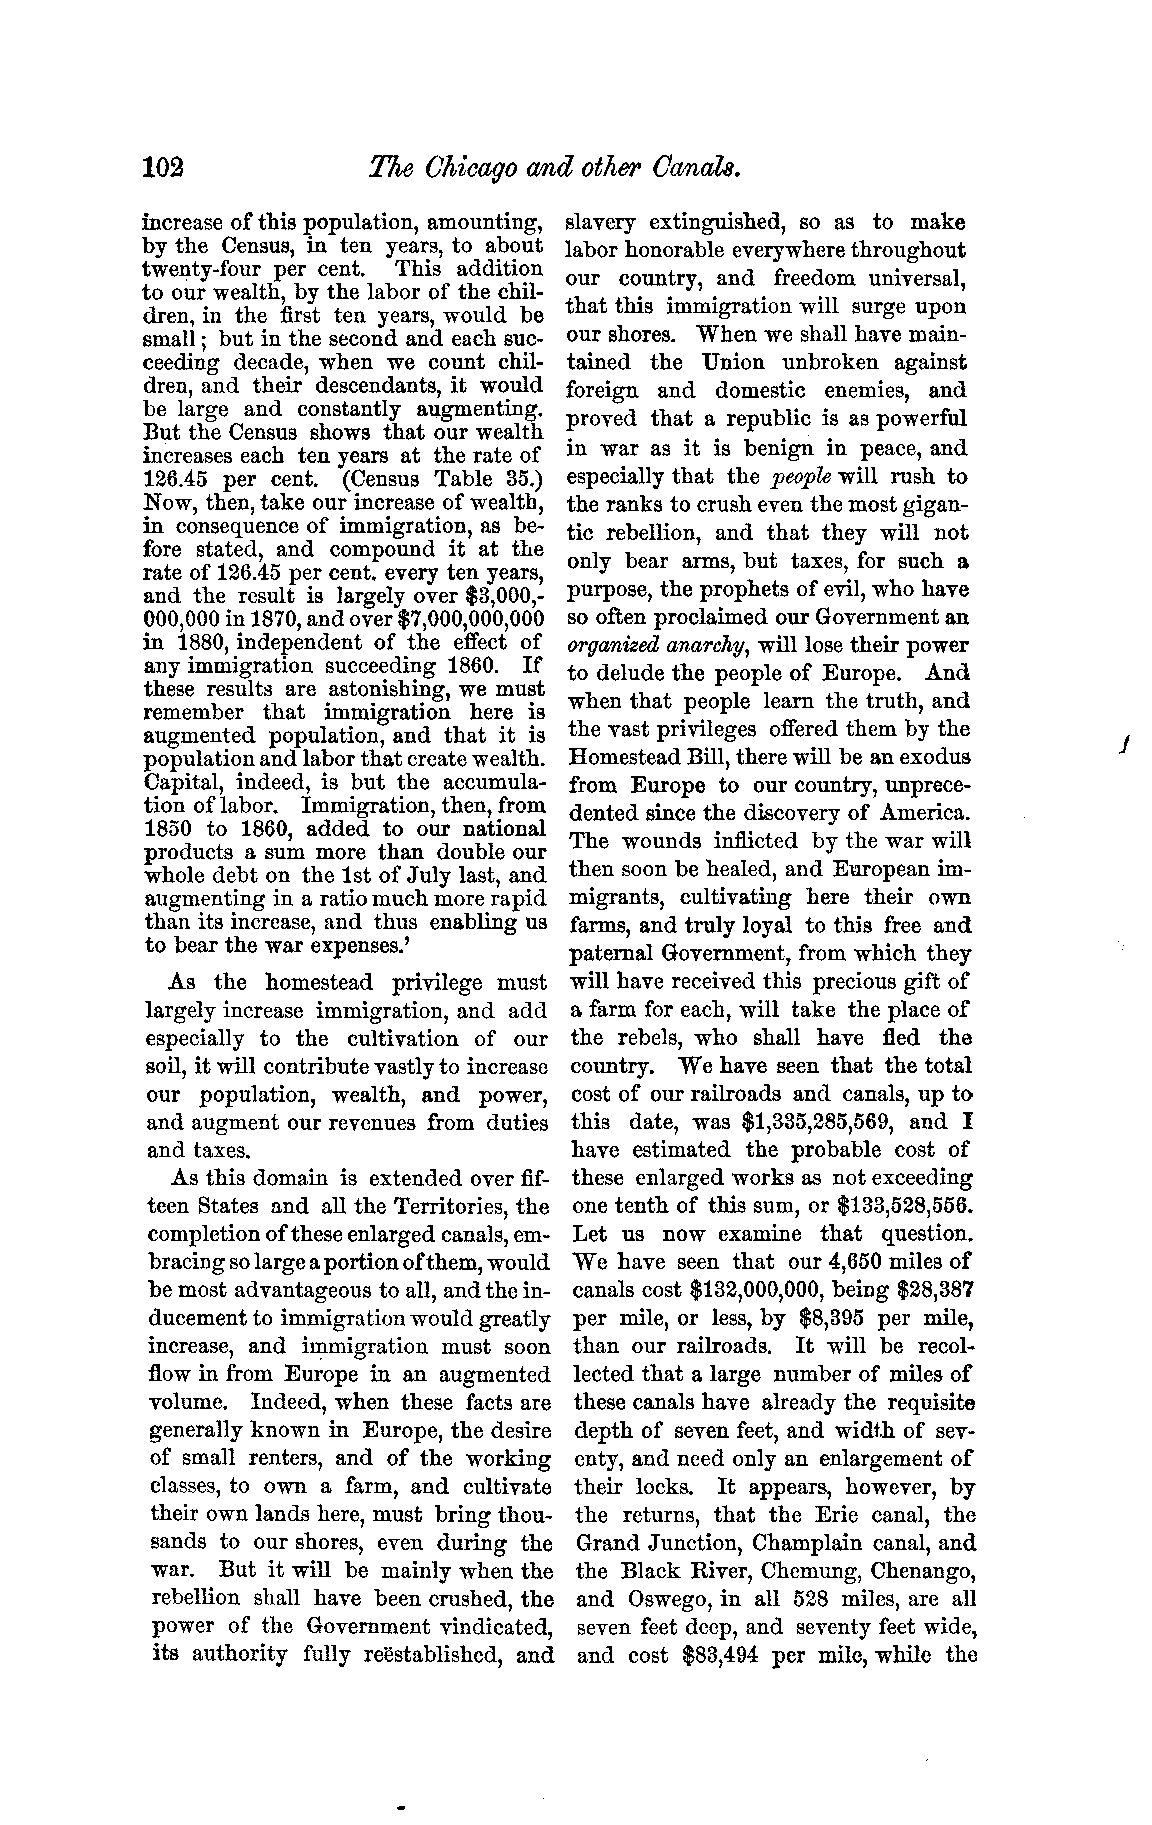 102 The Chicago and other Canals.
increase of this population, amounting,
by the Census, in ten years, to about
twenty-four per cent. This addition
to our wealth, by the labor of the chil-
dren, in the first ten years, would be
small; but in the second and each suc-
ceeding decade, when we count chil-
dren, and their descendants, it would
be large and constantly augmenting.
But the Census shows that our wealth
increases each ten years at the rate of
126.45 per cent. (Census Table 35.)
Now, then, take our increase of wealth,
in consequence of immigration, as be-
fore stated, and compound it at the
rate of 126.45 per cent. every ten years,
and the result is largely over $3,000,-
000,000 in 1870, and over $7,000,000,000
in 1880, independent of the effect of
any immigration succeeding 1860. If
these results are astonishing, we must
remember that immigration here is
augmented population, and that it is
population and labor that create wealth.
Capital, indeed, is but the accumula-
tion of labor. Immigration, then, from
1850 to 1860, added to our national
products a sum more than double our
whole debt on the 1st of July last, and
augmenting in a ratio much more rapid
than its increase, and thus enabling us
to bear the war expenses.'
As the homestead privilege must
largely increase immigration, and add
especially to the cultivation of our
soil, it will contribute vastly to increase
our population, wealth, and power,
and augment our revenues from duties
and taxes.
As this domain is extended over fif-
teen States and all the Territories, the
completion of these enlarged canals, em-
bracing so large a portion of them, would
be most advantageous to all, and the in-
ducement to immigration would greatly
increase, and immigration must soon
flow in from Europe in an augmented
volume. Indeed, when these facts are
generally known in Europe, the desire
of small renters, and of the working
classes, to own a farm, and cultivate
their own lands here, must bring thou-
sands to our shores, even during the
war. But it will be mainly when the
rebellion shall have been crushed, the
power of the Government vindicated,
its authority fully reëstablished, and
slavery extinguished, so as to make
labor honorable everywhere throughout
our country, and freedom universal,
that this immigration will surge upon
our shores. When we shall have main-
tained the Union unbroken against
foreign and domestic enemies, and
proved that a republic is as powerful
in war as it is benign in peace, and
especially that the people will rush to
the ranks to crush even the most gigan-
tic rebellion, and that they will not
only bear arms, but taxes, for such a
purpose, the prophets of evil, who have
so often proclaimed our Government an
organized anarchy, will lose their power
to delude the people of Europe. And
when that people learn the truth, and
the vast privileges offered them by the
Homestead Bill, there will be an exodus
from Europe to our country, unprece-
dented since the discovery of America.
The wounds inflicted by the war will
then soon be healed, and European im-
migrants, cultivating here their own
farms, and truly loyal to this free and
paternal Government, from which they
will have received this precious gift of
a farm for each, will take the place of
the rebels, who shall have fled the
country. We have seen that the total
cost of our railroads and canals, up to
this date, was $1,335,285,569, and I
have estimated the probable cost of
these enlarged works as not exceeding
one tenth of this sum, or $133,528,556.
Let us now examine that question.
We have seen that our 4,650 miles of
canals cost $132,000,000, being $28,387
per mile, or less, by $8,395 per mile,
than our railroads. It will be recol-
lected that a large number of miles of
these canals have already the requisite
depth of seven feet, and width of sev-
enty, and need only an enlargement of
their locks. It appears, however, by
the returns, that the Erie canal, the
Grand Junction, Champlain canal, and
the Black River, Chemung, Chenango,
and Oswego, in all 528 miles, are all
seven feet deep, and seventy feet wide,
and cost $83,494 per mile, while the